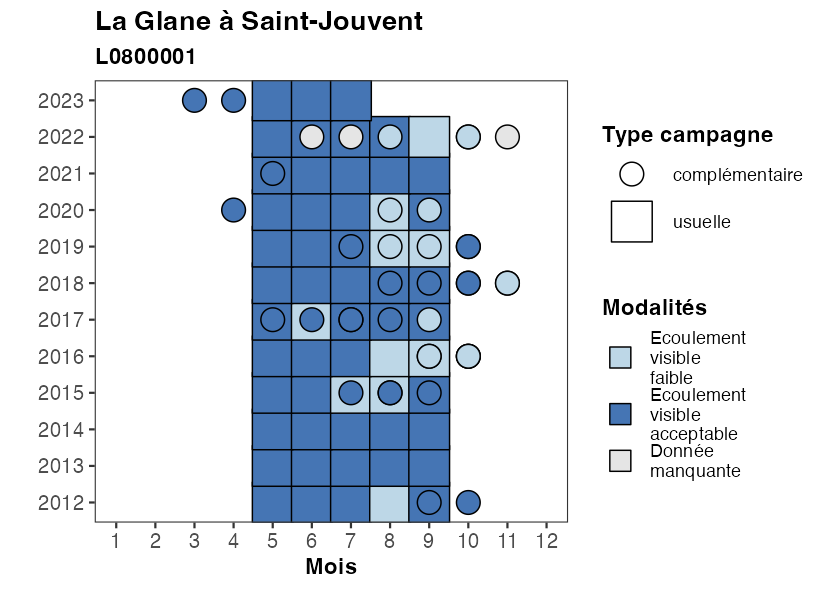 La Glane à Saint-Jouvent
L0800001
2023
2022
2021
2020
2019
2018
2017
2016
2015
2014
2013
2012
1 2 3 4 5 6 7 8 9 10 11 12
Mois
Type campagne
complémentaire
usuelle
Modalités
Ecoulement
visible
faible
Ecoulement
visible
acceptable
Donnée
manquante